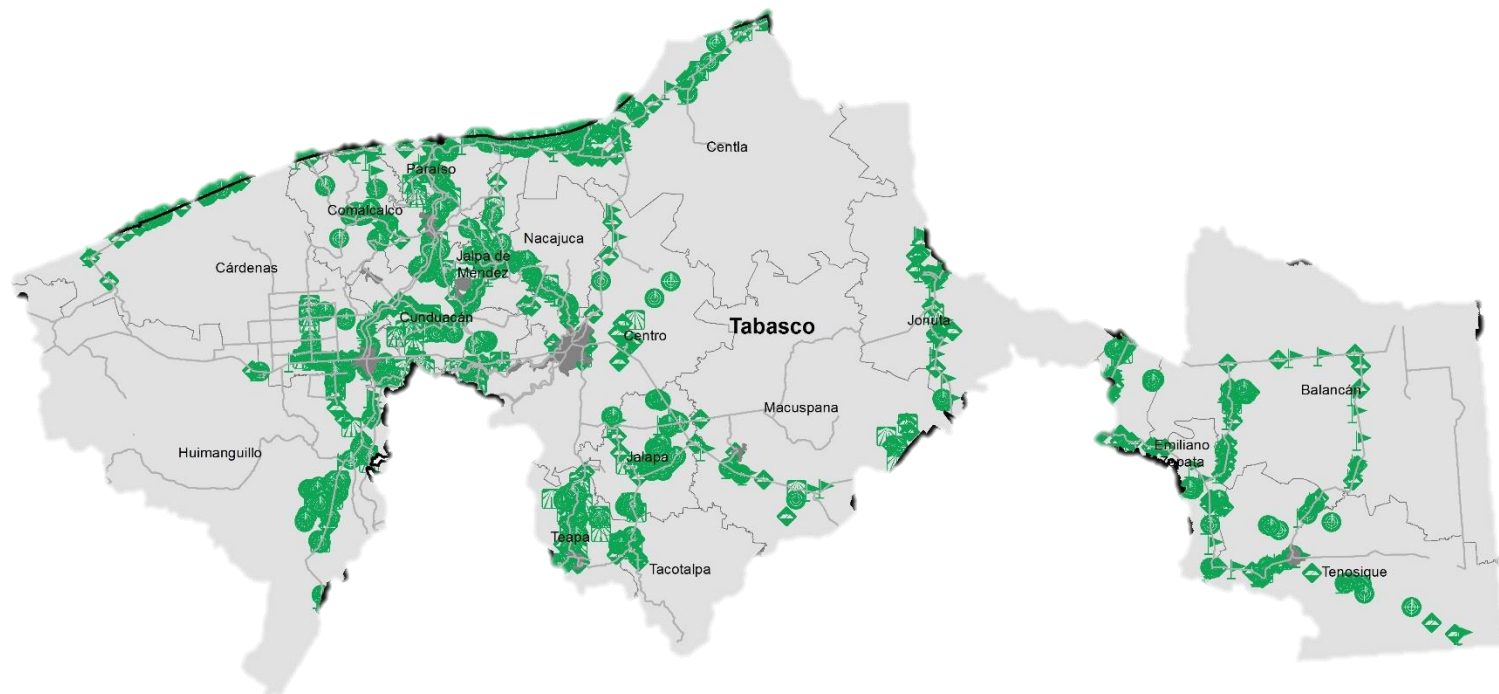 Centla
Paraíso
Comalcalco
Nacajuca
Jalpa de
Méndez
Cárdenas
Cunduacán
Jonuta
Tabasco
Centro
Balancán
Macuspana
Emiliano
Zapata
Huimanguillo
Jalapa
Teapa
Tacotalpa
Tenosique